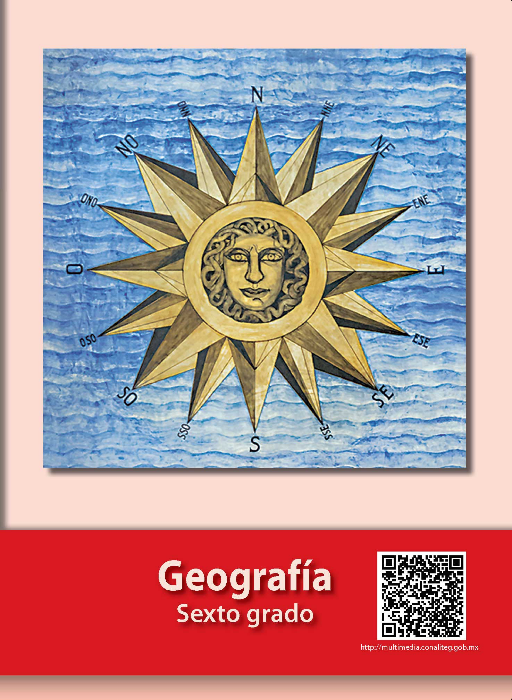 N
NNO
NNE
NO
NE
ONO
ENE
O
E
OSO
ESE
SO
SE
SSO
SSE
S
Geografía
Sexto grado
http://multimedia.conaliteg.gob.mx